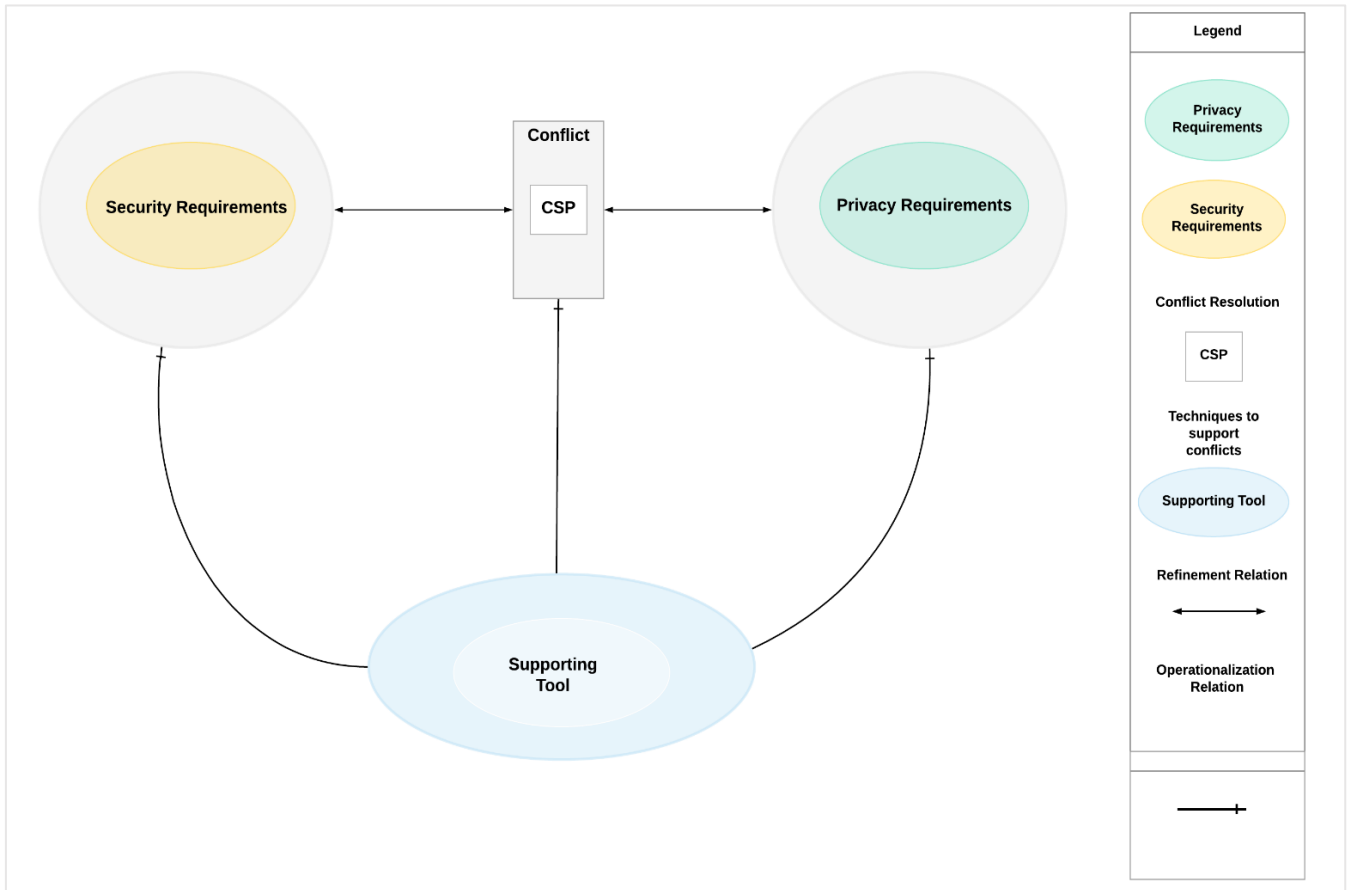 Conflict
CSP
Security Requirements
Privacy Requirements
Supporting
Tool
Legend
Privacy
Requirements
Security
Requirements
Conflict Resolution
CSP
Techniques to
support
conflicts
Supporting Tool
Refinement Relation
Operationalization
Relation